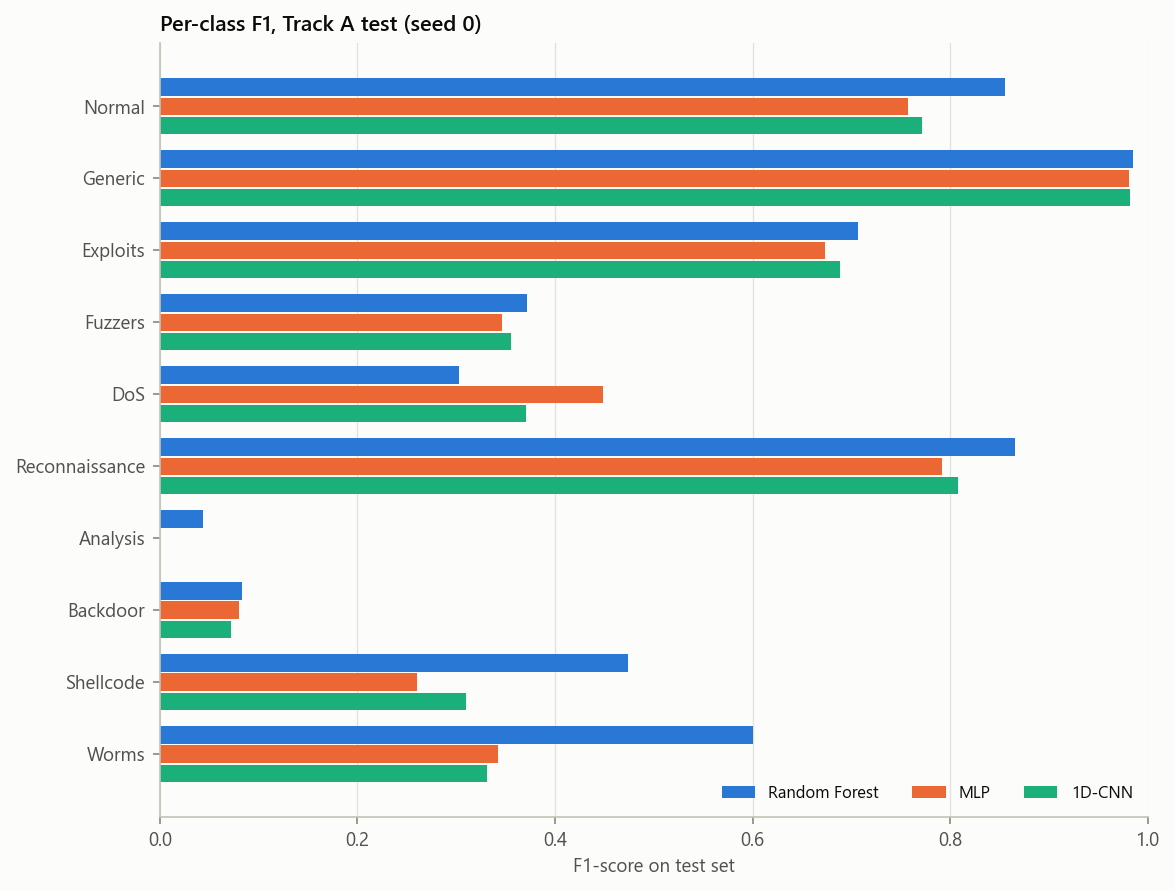 Per-class F1, Track A test (seed 0)
Normal
Generic
Exploits
Fuzzers
DoS
Reconnaissance
Analysis
Backdoor
Shellcode
Worms
Random Forest MLP 1D-CNN
0.0 0.2 0.4 0.6 0.8 1.0
F1-score on test set